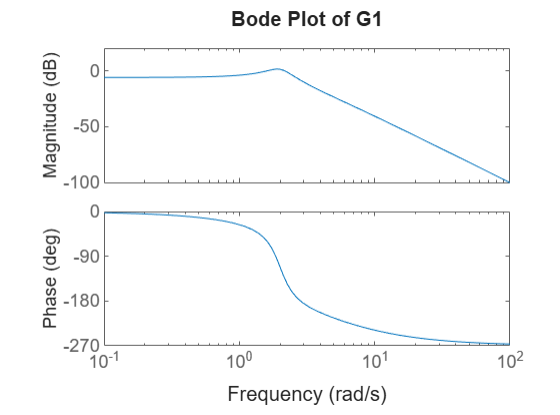 Bode Plot of G1
Magnitude (dB)
0
-50
-100
Phase (deg)
0
-90
-180
-270
10^-1
10^0
10^1
10^2
Frequency (rad/s)